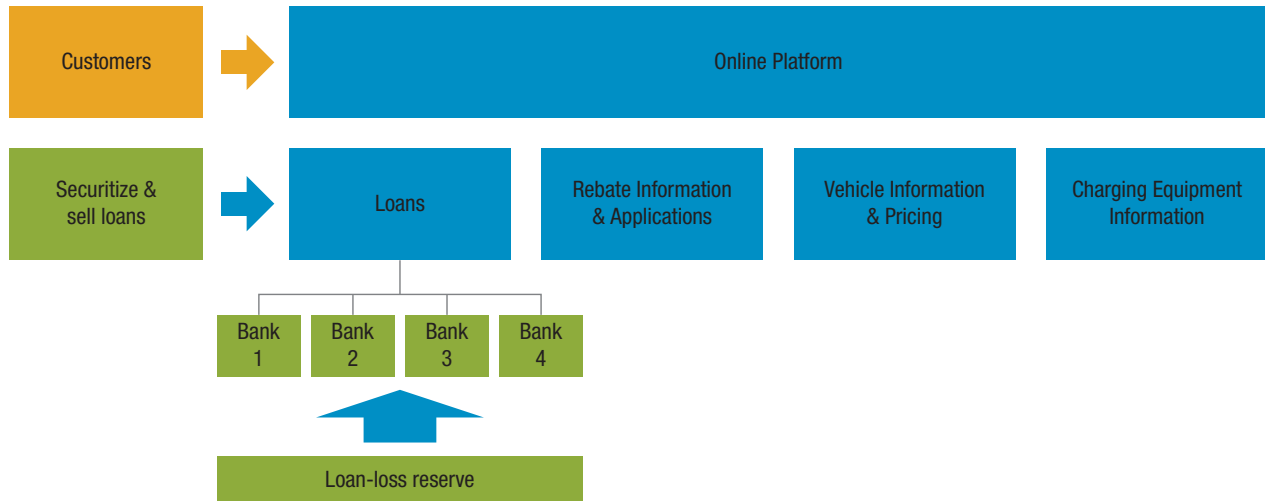 Customers
Online Platform
Securitize &
sell loans
Loans
Rebate Information
& Applications
Vehicle Information
& Pricing
Charging Equipment
Information
Bank
1
Bank
2
Bank
3
Bank
4
Loan-loss reserve